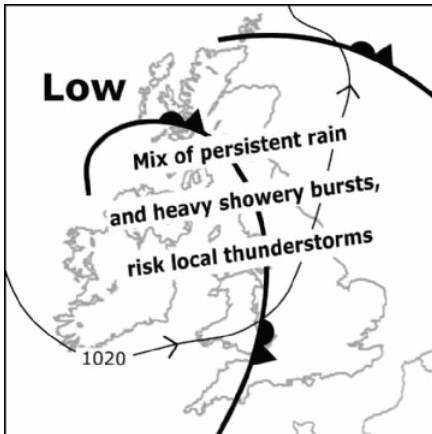 Low
Mix of persistent rain
and heavy showery bursts,
risk local thunderstorms
1020